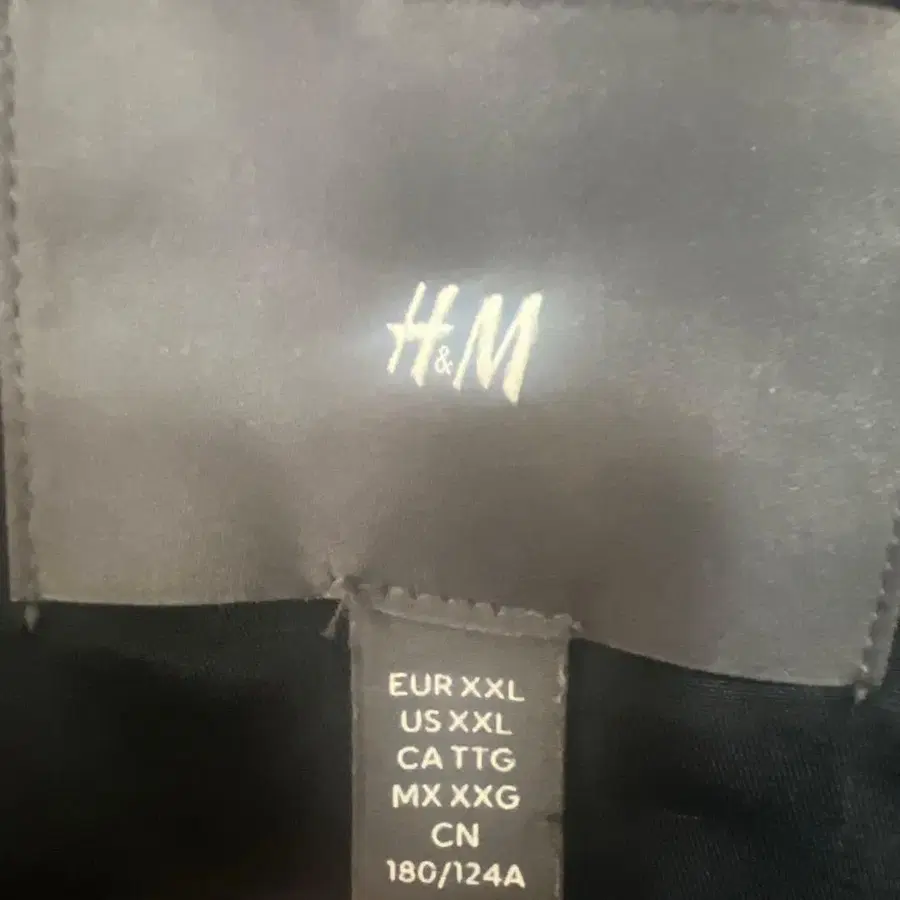 H&M
EUR XXL
US XXL
CA TTG
MX XXG
CN
180/124A